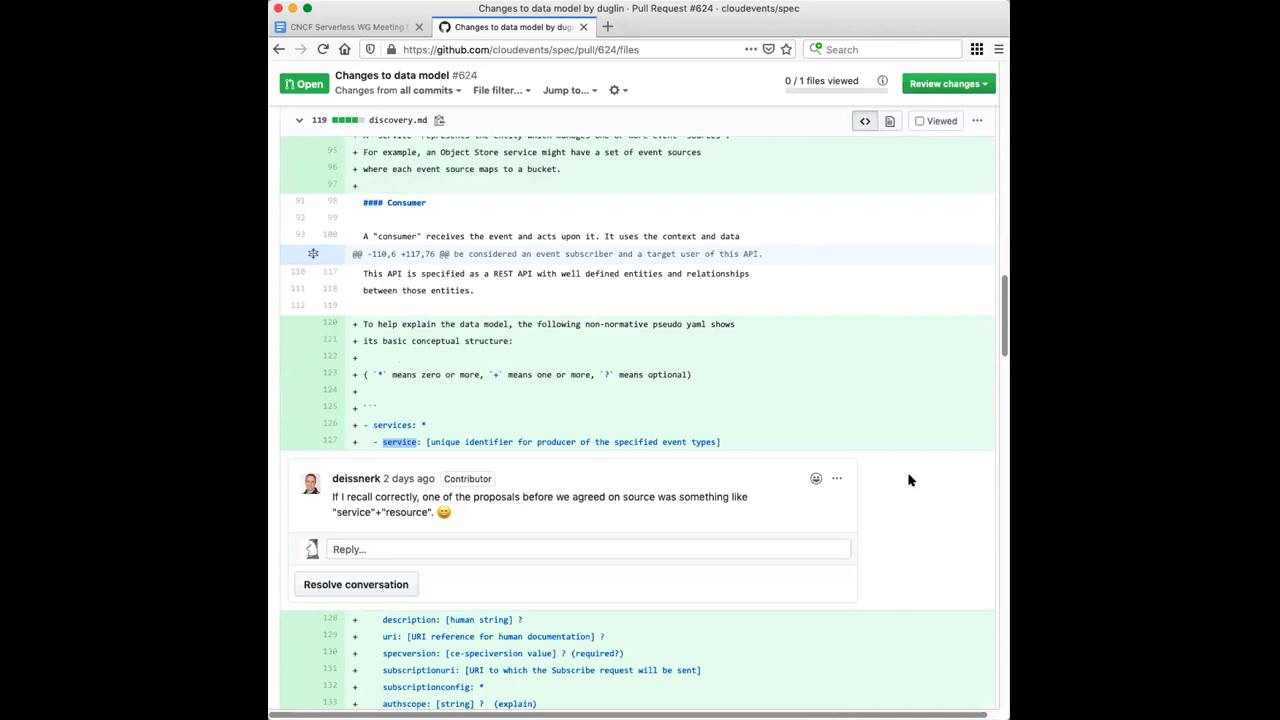 Changes to data model by duglin · Pull Request #624 · cloudevents/spec
CNCF Serverless WG Meeting
Changes to data model by dugli
https://github.com/cloudevents/spec/pull/624/files
Search
Open
Changes to data model #624
Changes from all commits
File filter...
Jump to...
0 / 1 files viewed
Review changes
119 discovery.md
Viewed
95 + For example, an Object Store service might have a set of event sources
96 + where each event source maps to a bucket.
97 +
91 98 #### Consumer
92 99
93 100 A "consumer" receives the event and acts upon it. It uses the context and data
@@ -110,6 +117,76 @@ be considered an event subscriber and a target user of this API.
110 117 This API is specified as a REST API with well defined entities and relationships
111 118 between those entities.
112 119
120 + To help explain the data model, the following non-normative pseudo yaml shows
121 + its basic conceptual structure:
122 +
123 + ( `*` means zero or more, `+` means one or more, `?` means optional)
124 +
125 + ```
126 + - services: *
127 + - service: [unique identifier for producer of the specified event types]
deissnerk 2 days ago Contributor
If I recall correctly, one of the proposals before we agreed on source was something like
"service"+"resource". 😄
Reply...
Resolve conversation
128 + description: [human string] ?
129 + uri: [URI reference for human documentation] ?
130 + specversion: [ce-speciversion value] ? (required?)
131 + subscriptionuri: [URI to which the Subscribe request will be sent]
132 + subscriptionconfig: *
133 + authscope: [string] ? (explain)